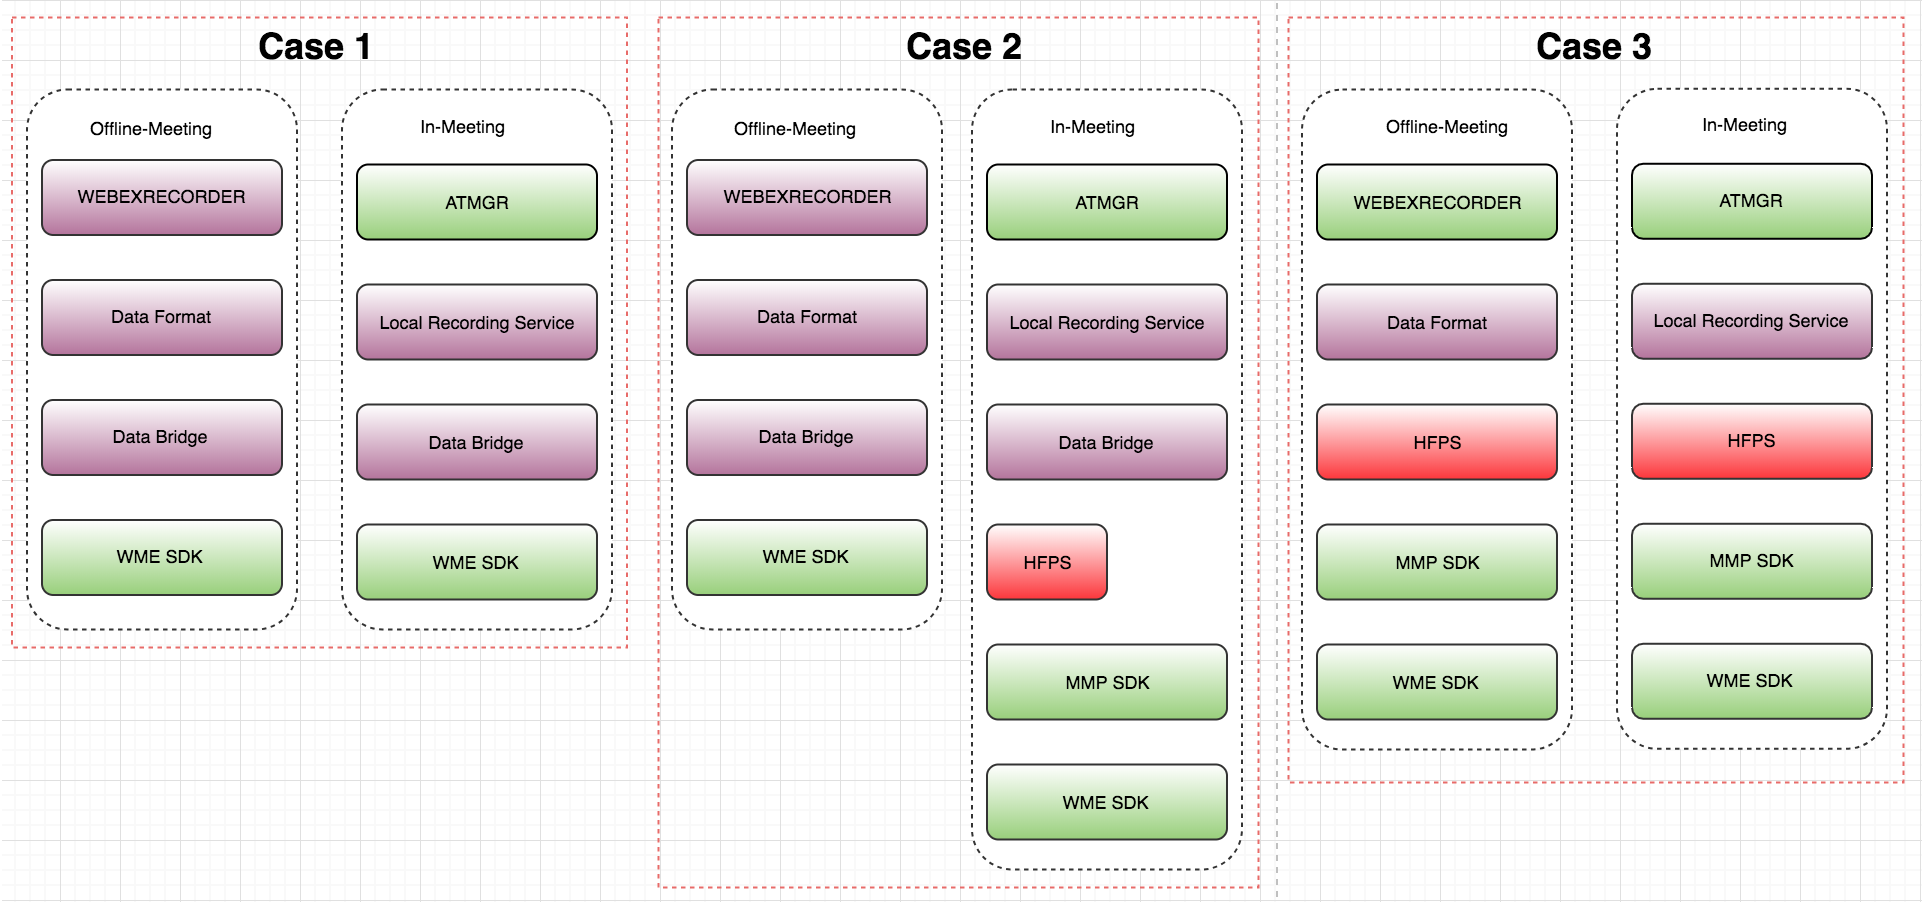 Case 1
Offline-Meeting
WEBEXRECORDER
Data Format
Data Bridge
WME SDK
In-Meeting
ATMGR
Local Recording Service
Data Bridge
WME SDK
Case 2
Offline-Meeting
WEBEXRECORDER
Data Format
Data Bridge
WME SDK
In-Meeting
ATMGR
Local Recording Service
Data Bridge
HFPS
MMP SDK
WME SDK
Case 3
Offline-Meeting
WEBEXRECORDER
Data Format
HFPS
MMP SDK
WME SDK
In-Meeting
ATMGR
Local Recording Service
HFPS
MMP SDK
WME SDK